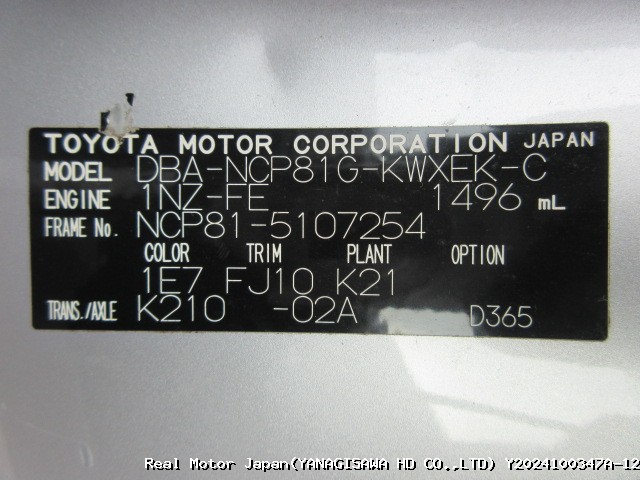 TOYOTA MOTOR CORPORATION JAPAN
MODEL DBA-NCP81G-KWXEK-C
ENGINE 1NZ-FE 1496 mL
FRAME No. NCP81-5107254
COLOR TRIM PLANT OPTION
1E7 FJ10 K21
TRANS./AXLE K210 -02A D365
Real Motor Japan(YANAGISAWA HD CO.,LTD) Y2024100347A-12